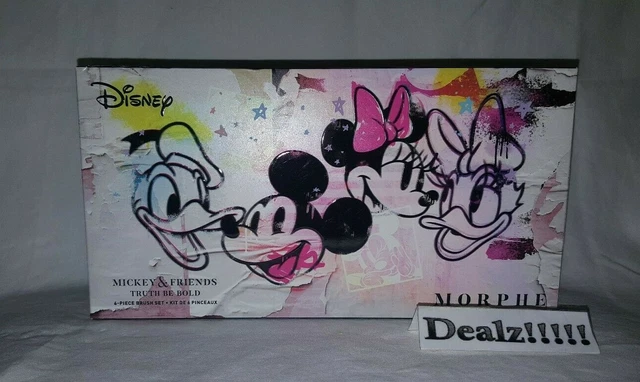 Disney
MICKEY & FRIENDS
TRUTH BE BOLD
6-PIECE BRUSH SET • KIT DE 6 PINCEAUX
MORPHE
Dealz!!!!!